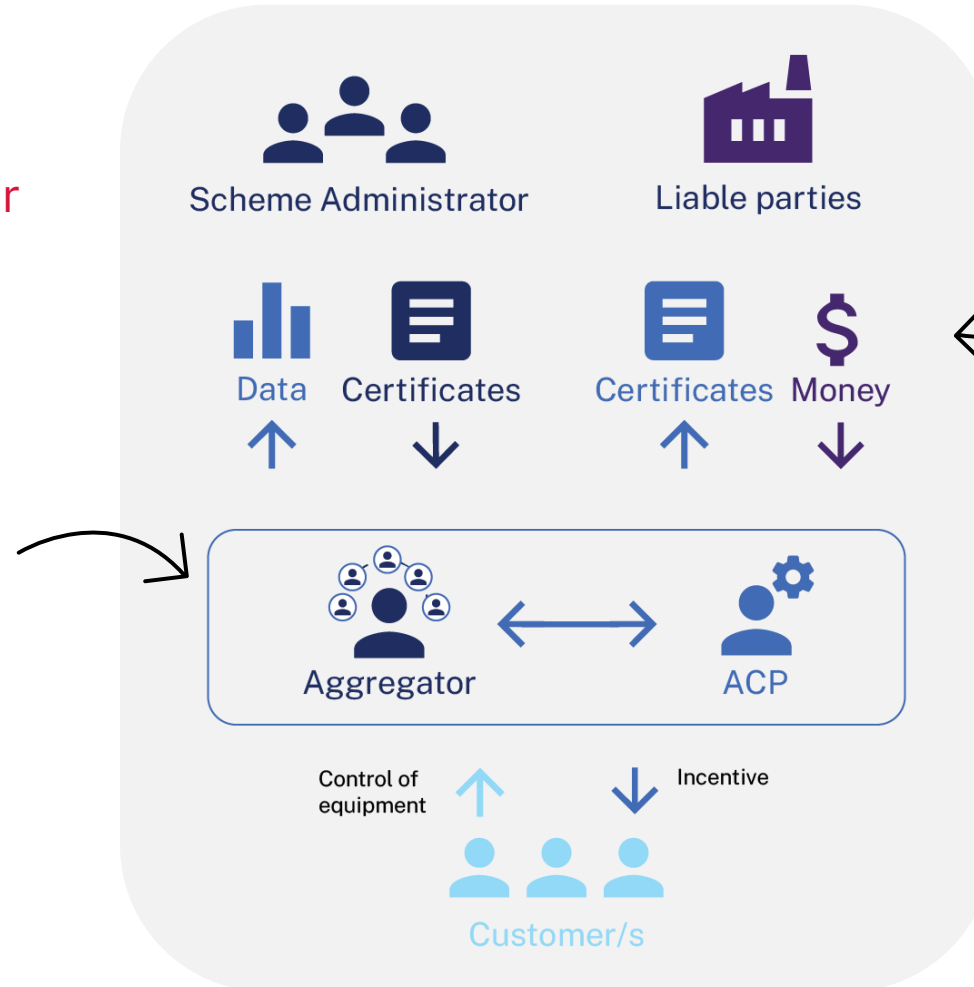 r
Scheme Administrator
Liable parties
Data
Certificates
Certificates
$
Money
Aggregator
ACP
Control of
equipment
Incentive
Customer/s